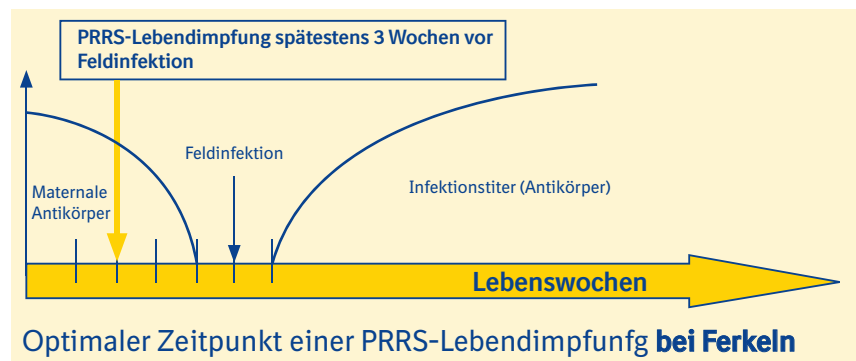 PRRS-Lebendimpfung spätestens 3 Wochen vor
Feldinfektion
Feldinfektion
Maternale
Antikörper
Infektionstiter (Antikörper)
Lebenswochen
Optimaler Zeitpunkt einer PRRS-Lebendimpfunfg bei Ferkeln